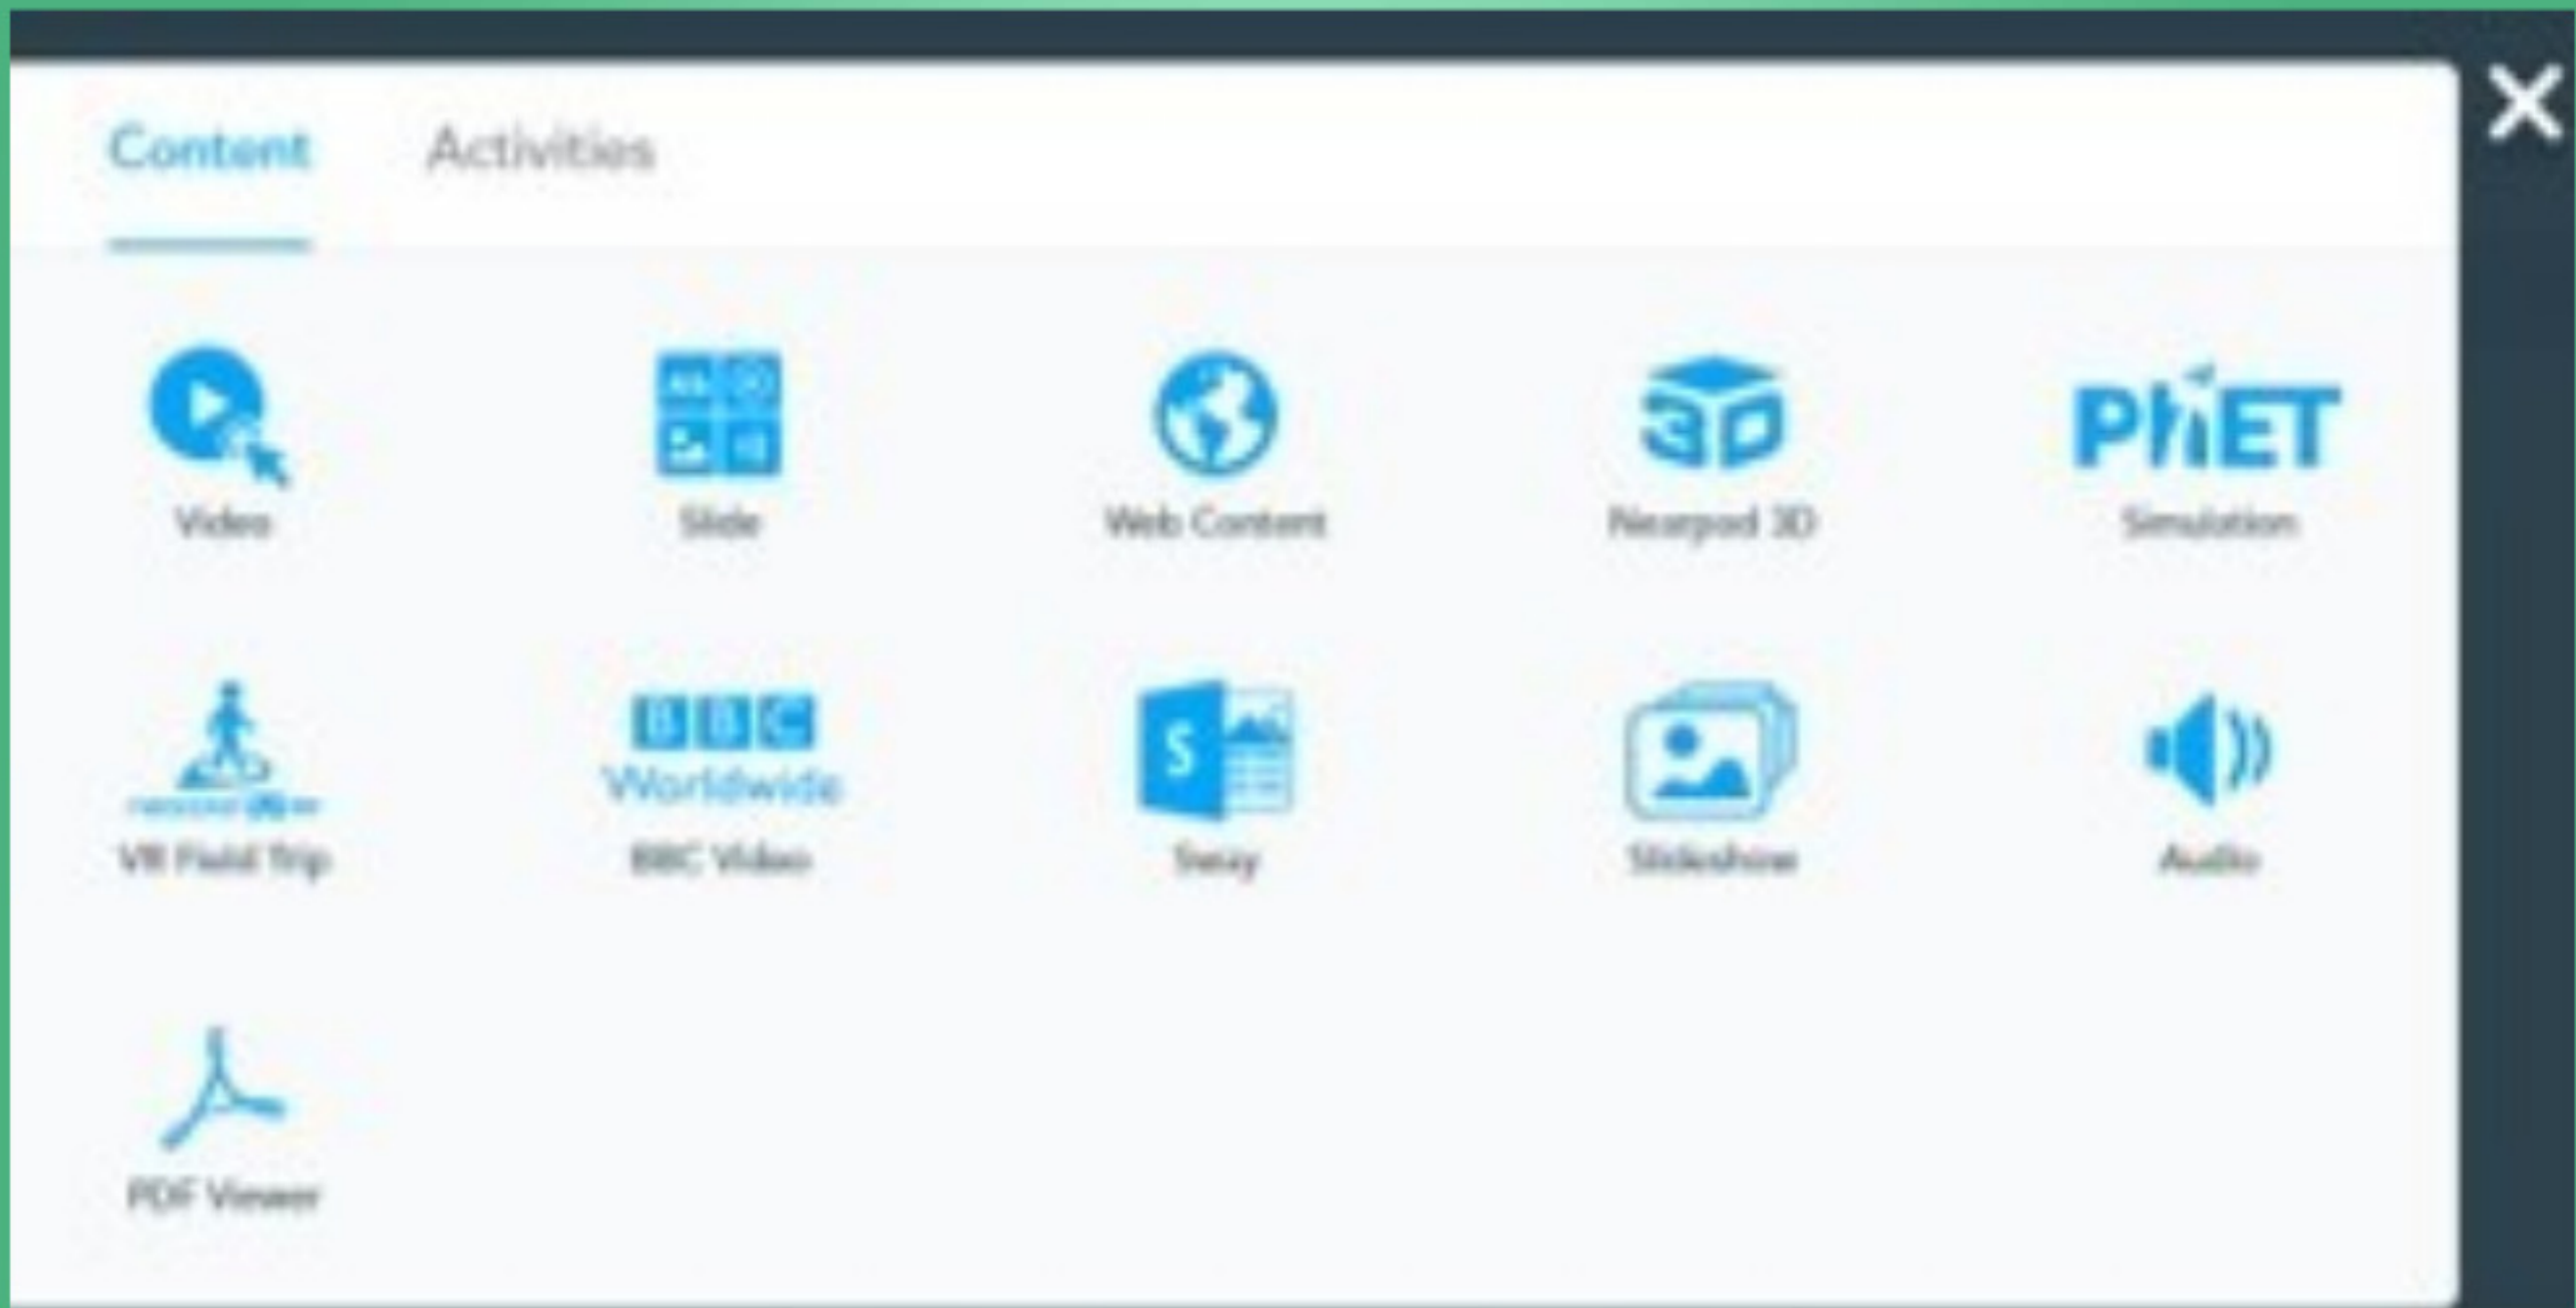 Content Activities
Video Slide Web Content 3D Nearpod 3D PhET Simulation
VR Field Trip BBC Worldwide BBC Video S Sway Slideshow Audio
PDF Viewer